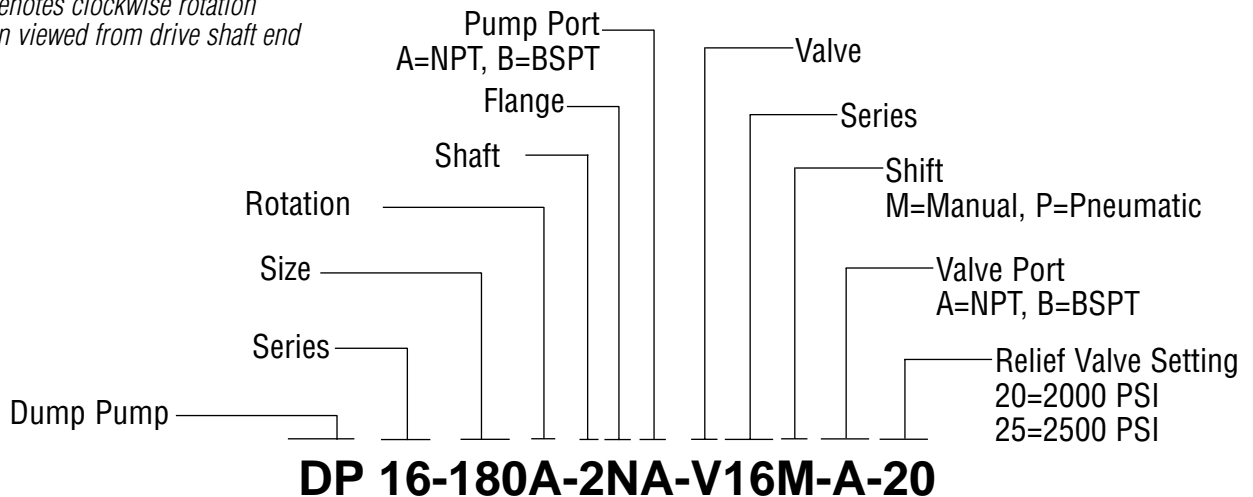 clockwise rotation
viewed from drive shaft end
Pump Port
A=NPT, B=BSPT
Flange
Shaft
Rotation
Size
Series
Dump Pump
Valve
Series
Shift
M=Manual, P=Pneumatic
Valve Port
A=NPT, B=BSPT
Relief Valve Setting
20=2000 PSI
25=2500 PSI
DP 16-180A-2NA-V16M-A-20